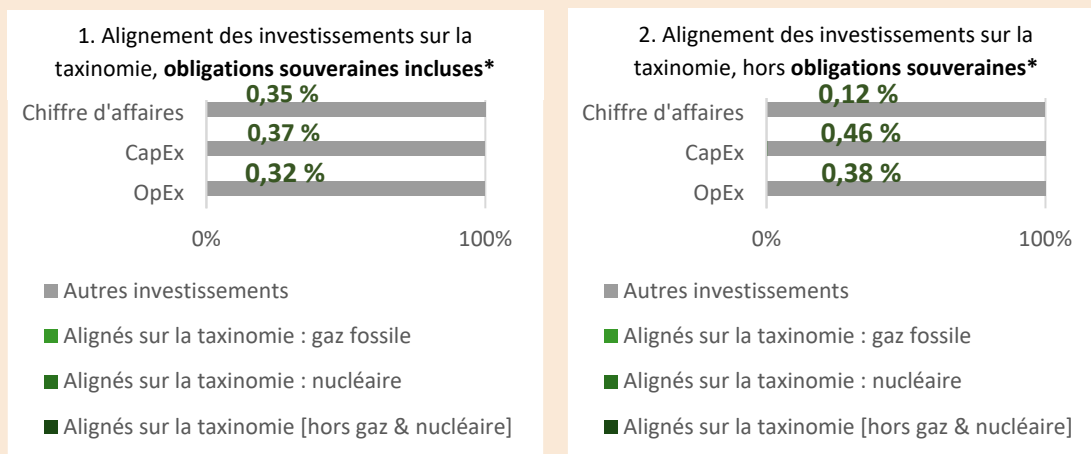 1. Alignement des investissements sur la
taxinomie, obligations souveraines incluses*
0,35 %
Chiffre d'affaires
0,37 %
CapEx
0,32 %
OpEx
0%
100%
Autres investissements
Alignés sur la taxinomie : gaz fossile
Alignés sur la taxinomie : nucléaire
Alignés sur la taxinomie [hors gaz & nucléaire]
2. Alignement des investissements sur la
taxinomie, hors obligations souveraines*
0,12 %
Chiffre d'affaires
0,46 %
CapEx
0,38 %
OpEx
0%
100%
Autres investissements
Alignés sur la taxinomie : gaz fossile
Alignés sur la taxinomie : nucléaire
Alignés sur la taxinomie [hors gaz & nucléaire]